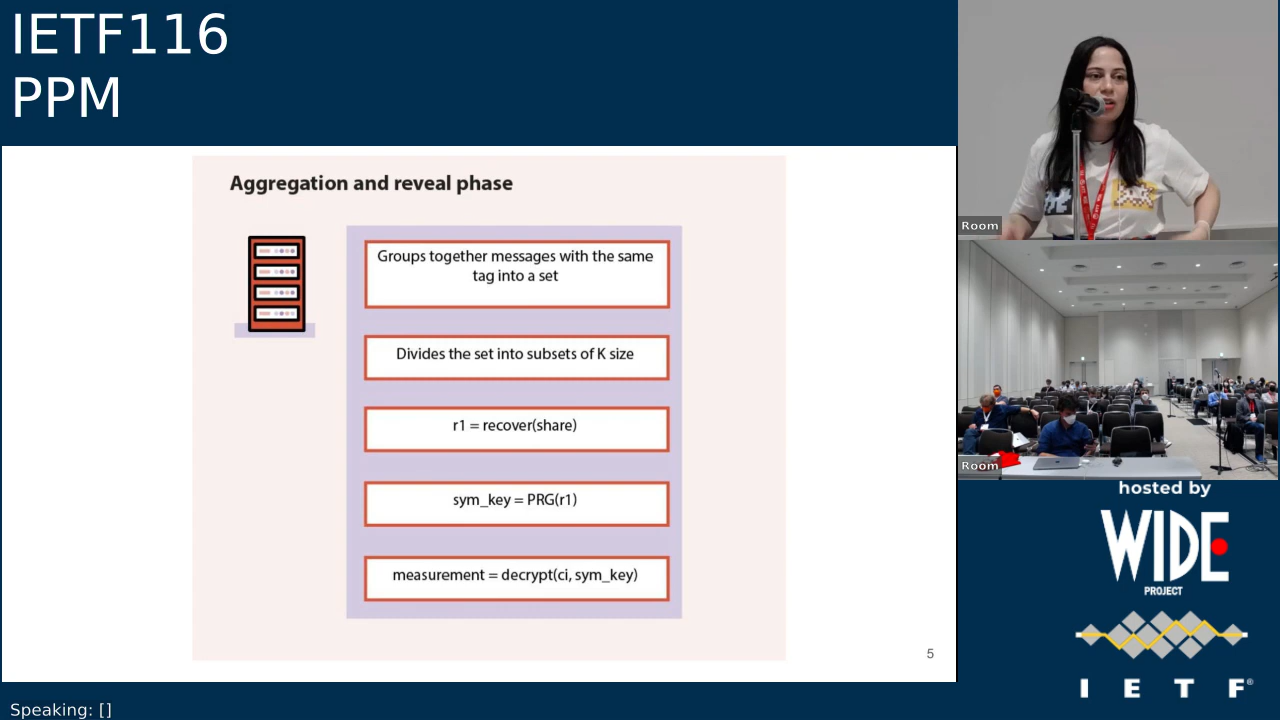 IETF116
PPM
Aggregation and reveal phase
Groups together messages with the same
tag into a set
Divides the set into subsets of K size
r1 = recover(share)
sym_key = PRG(r1)
measurement = decrypt(ci, sym_key)
5
Speaking: []
Room
Room
hosted by
WIDE
PROJECT
I E T F®